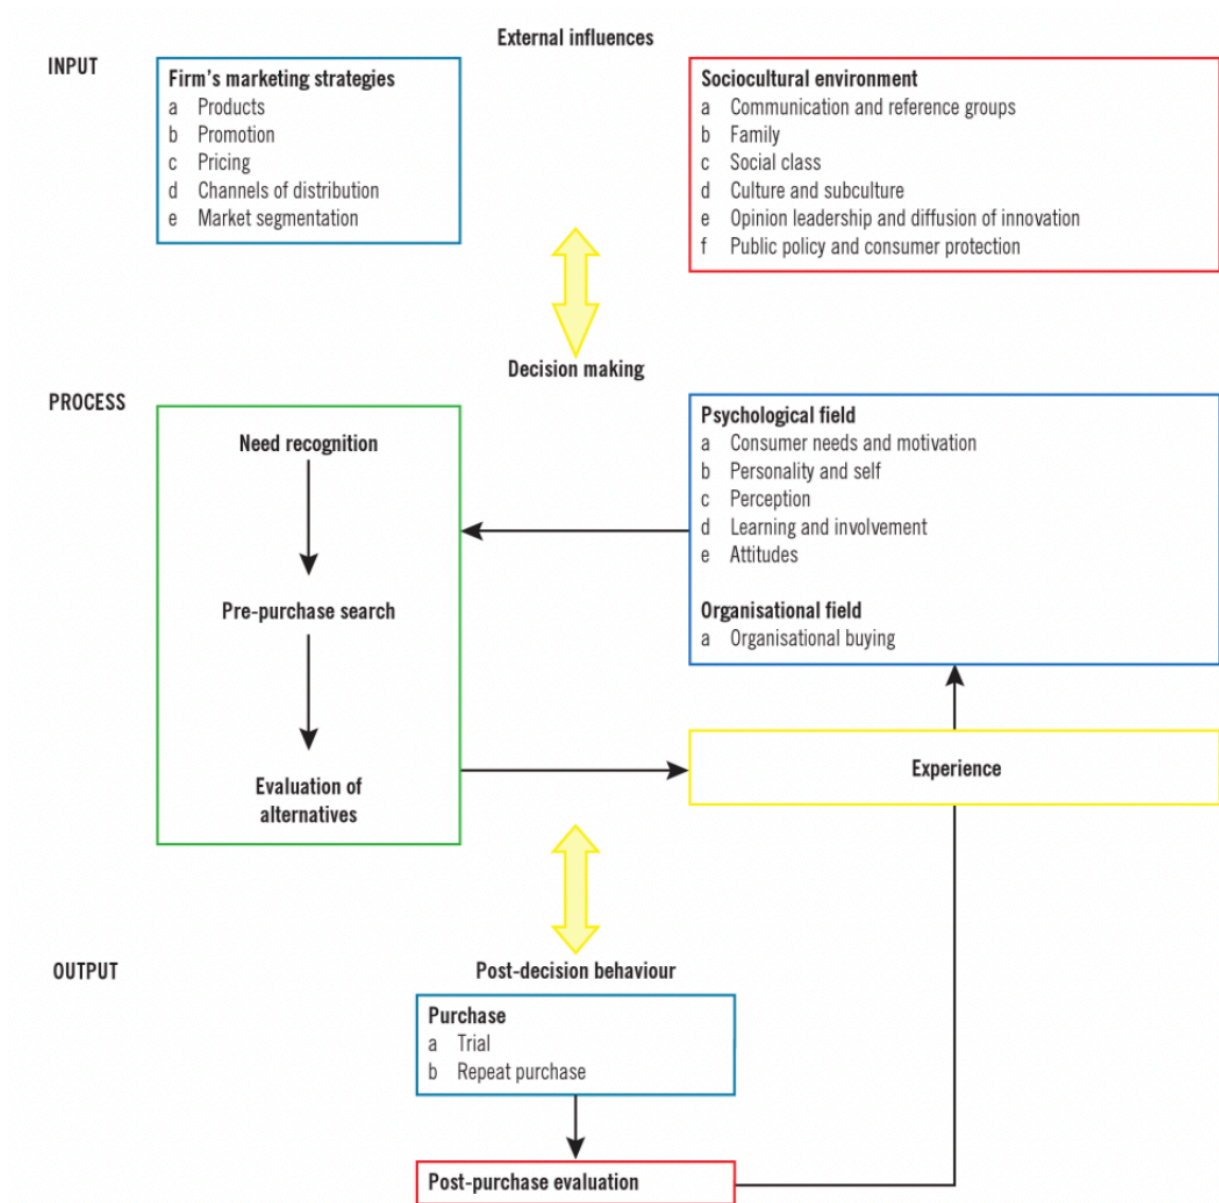 External influences
INPUT
Firm's marketing strategies
a Products
b Promotion
c Pricing
d Channels of distribution
e Market segmentation
Sociocultural environment
a Communication and reference groups
b Family
c Social class
d Culture and subculture
e Opinion leadership and diffusion of innovation
f Public policy and consumer protection
Decision making
PROCESS
Need recognition
Pre-purchase search
Evaluation of
alternatives
Psychological field
a Consumer needs and motivation
b Personality and self
c Perception
d Learning and involvement
e Attitudes
Organisational field
a Organisational buying
Experience
OUTPUT
Post-decision behaviour
Purchase
a Trial
b Repeat purchase
Post-purchase evaluation